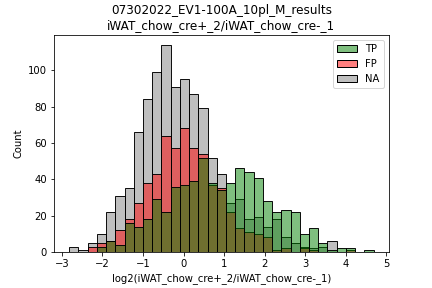 07302022_EV1-100A_10pl_M_results
iWAT_chow_cre+_2/iWAT_chow_cre-_1
TP
FP
NA
Count
100
80
60
40
20
0
−3 −2 −1 0 1 2 3 4 5
log2(iWAT_chow_cre+_2/iWAT_chow_cre-_1)